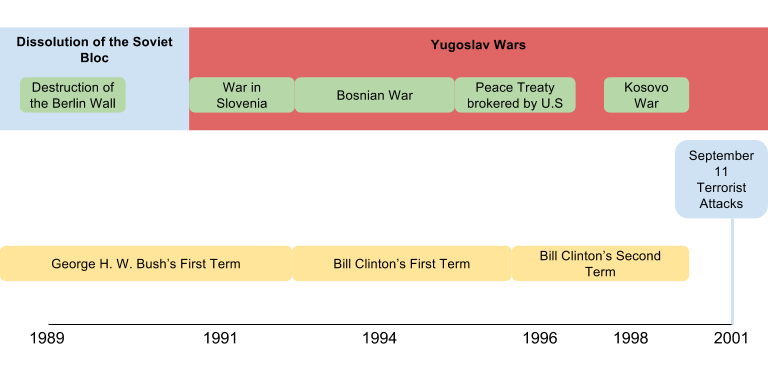 Dissolution of the Soviet
Bloc
Yugoslav Wars
Destruction of
the Berlin Wall
War in
Slovenia
Bosnian War
Peace Treaty
brokered by U.S
Kosovo
War
September
11
Terrorist
Attacks
George H. W. Bush's First Term
Bill Clinton's First Term
Bill Clinton's Second
Term
1989
1991
1994
1996
1998
2001